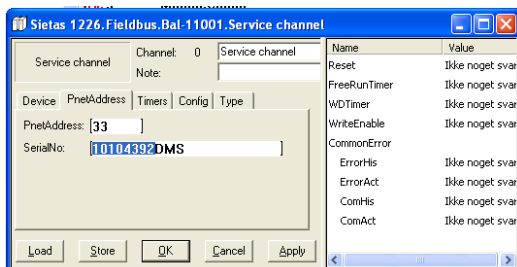 Sietas 1226.Fieldbus.Bal-11001.Service channel
Service channel
Channel: 0 Service channel
Note:
Device PnetAddress Timers Config Type
PnetAddress: [33 ]
SerialNo: [10104392DMS ]
Load Store OK Cancel Apply
Name Value
Reset Ikke noget svar
FreeRunTimer Ikke noget svar
WDTimer Ikke noget svar
WriteEnable Ikke noget svar
CommonError
ErrorHis Ikke noget svar
ErrorAct Ikke noget svar
ComHis Ikke noget svar
ComAct Ikke noget svar